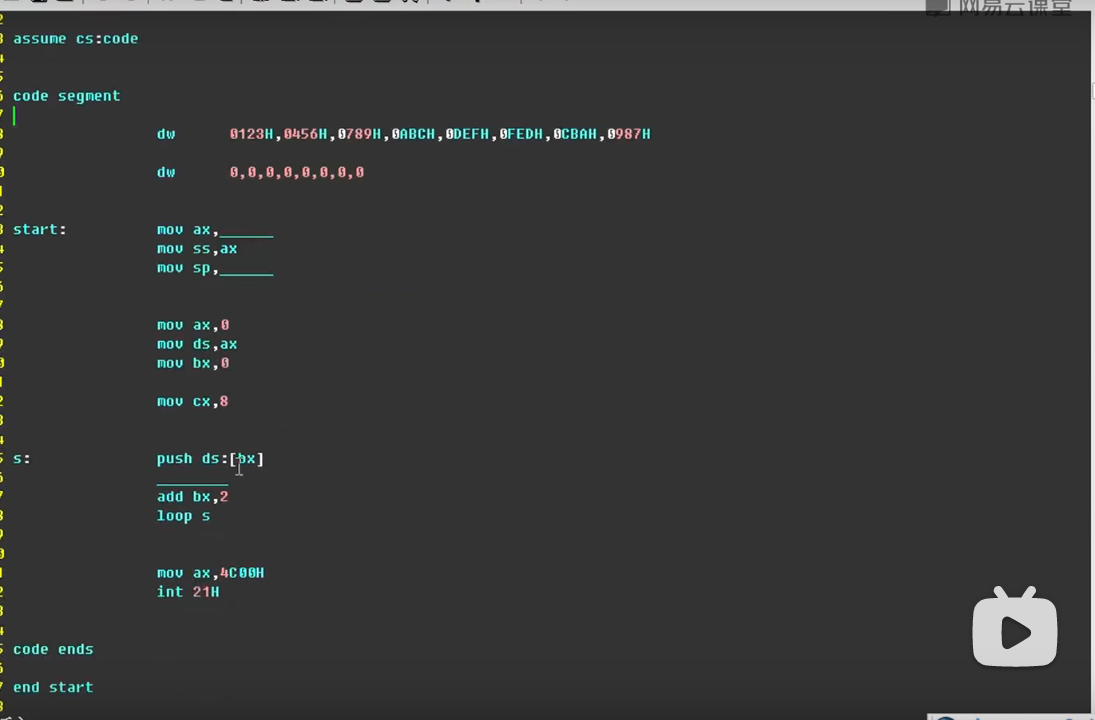 网易云课堂
assume cs:code
code segment
dw 0123H,0456H,0789H,0ABCH,0DEFH,0FEDH,0CBAH,0987H
dw 0,0,0,0,0,0,0,0
start: mov ax,______
mov ss,ax
mov sp,______
mov ax,0
mov ds,ax
mov bx,0
mov cx,8
s: push ds:[bx]
________
add bx,2
loop s
mov ax,4C00H
int 21H
code ends
end start